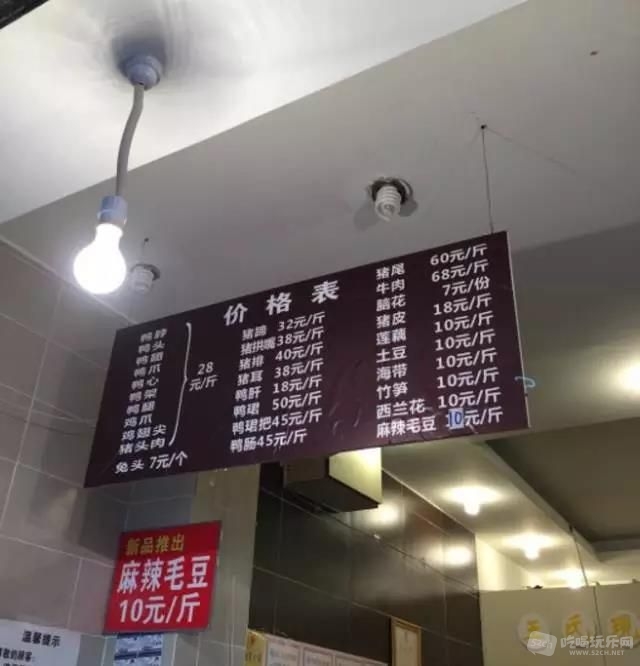 价格表
鸭脖
鸭头
鸭翅
鸭爪
鸭心
鸭架
鸭腿
鸡爪
鸡翅尖
猪头肉
28
元/斤
兔头 7元/个
猪蹄 32元/斤
猪拱嘴38元/斤
猪排 40元/斤
猪耳 38元/斤
鸭肝 18元/斤
鸭珺 50元/斤
鸭珺把45元/斤
鸭肠45元/斤
猪尾 60元/斤
牛肉 68元/斤
脑花 7元/份
猪皮 18元/斤
莲藕 10元/斤
土豆 10元/斤
海带 10元/斤
竹笋 10元/斤
西兰花 10元/斤
麻辣毛豆 10元/斤
新品推出
麻辣毛豆
10元/斤
温馨提示
吃喝玩乐网
www.szch.net